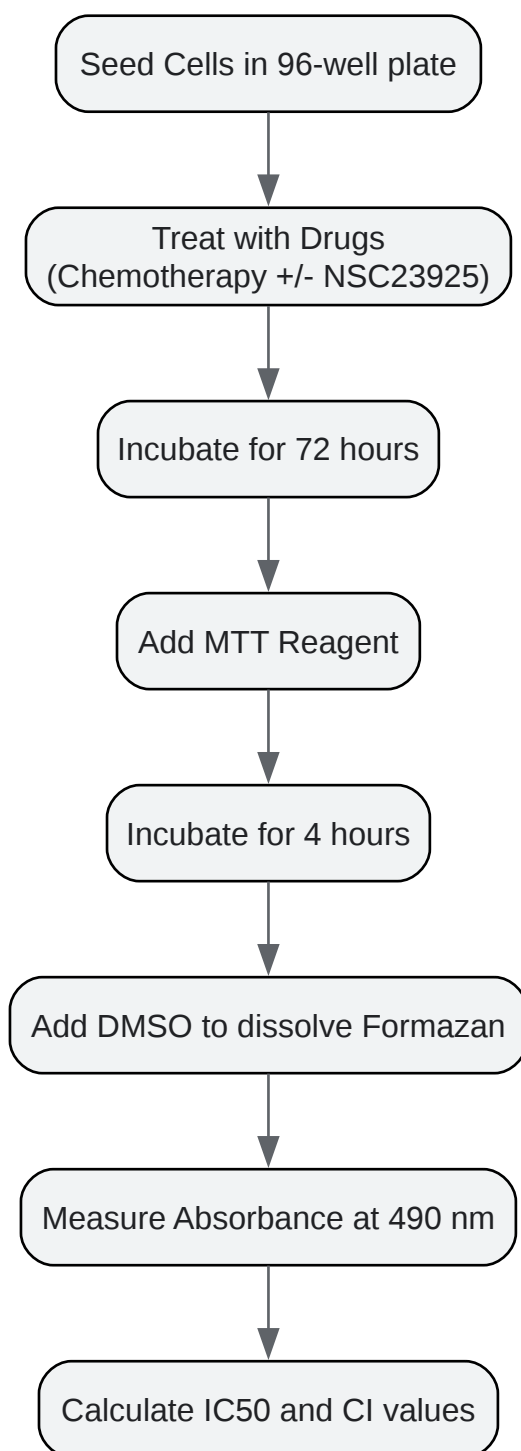 Seed Cells in 96-well plate
Treat with Drugs
(Chemotherapy +/- NSC23925)
Incubate for 72 hours
Add MTT Reagent
Incubate for 4 hours
Add DMSO to dissolve Formazan
Measure Absorbance at 490 nm
Calculate IC50 and CI values